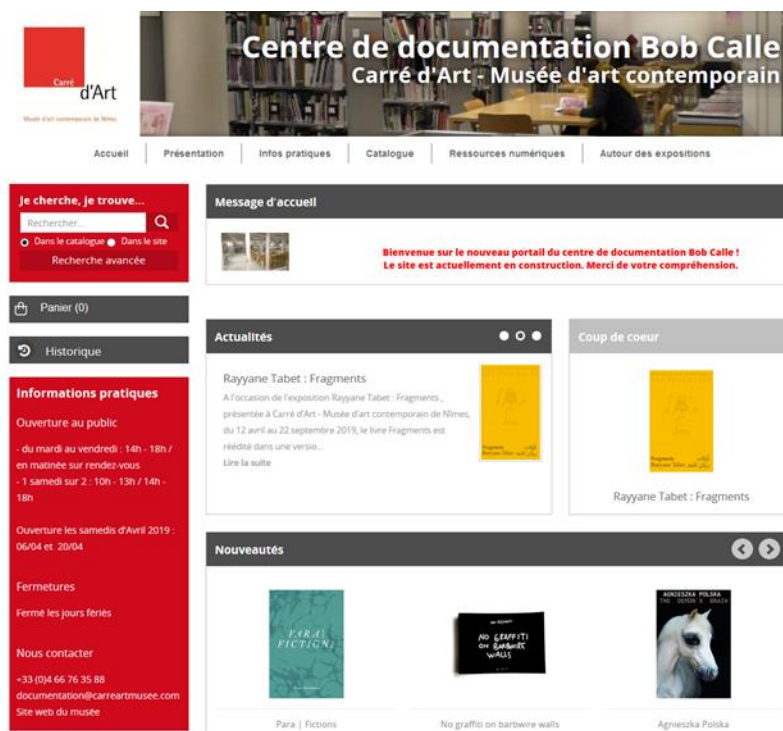 Carré
d'Art
Musée d'art contemporain de Nîmes
Centre de documentation Bob Calle
Carré d'Art - Musée d'art contemporain
Accueil
Présentation
Infos pratiques
Catalogue
Ressources numériques
Autour des expositions
Je cherche, je trouve...
Rechercher...
Dans le catalogue
Dans le site
Recherche avancée
Panier (0)
Historique
Informations pratiques
Ouverture au public
- du mardi au vendredi : 14h - 18h /
en matinée sur rendez-vous
- 1 samedi sur 2 : 10h - 13h / 14h -
18h
Ouverture les samedis d'Avril 2019 :
06/04 et 20/04
Fermetures
Fermé les jours fériés
Nous contacter
+33 (0)4 66 76 35 88
documentation@carreartmusee.com
Site web du musée
Message d'accueil
Bienvenue sur le nouveau portail du centre de documentation Bob Calle !
Le site est actuellement en construction. Merci de votre compréhension.
Actualités
Rayyane Tabet : Fragments
A l'occasion de l'exposition Rayyane Tabet : Fragments ,
présentée à Carré d'Art - Musée d'art contemporain de Nîmes,
du 12 avril au 22 septembre 2019, le livre Fragments est
réédité dans une versio...
Lire la suite
Fragments
Rayyane Tabet
Coup de coeur
Fragments
Rayyane Tabet
Rayyane Tabet : Fragments
Nouveautés
PARA |
FICTIONS
Para | Fictions
NO GRAFFITI
ON BARBWIRE
WALLS
No graffiti on barbwire walls
AGNIESZKA POLSKA
THE DEMON'S BRAIN
Agnieszka Polska